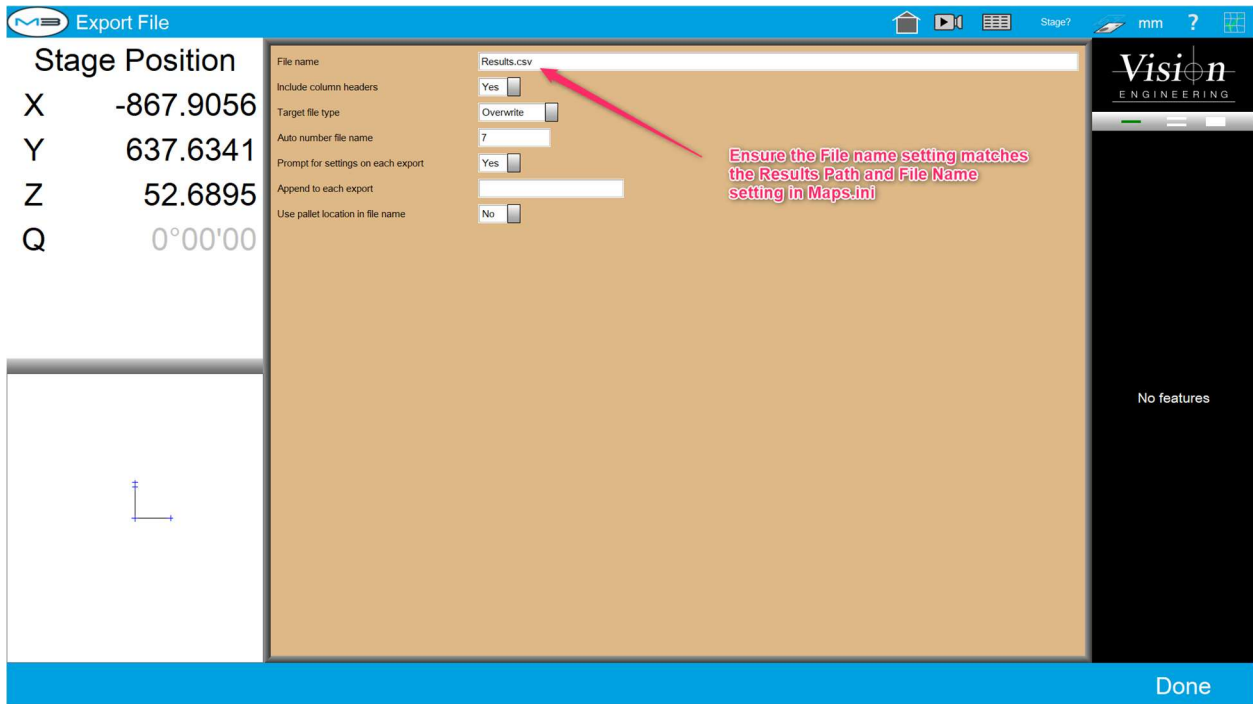 M3 Export File Stage? mm ?
Stage Position
X -867.9056
Y 637.6341
Z 52.6895
Q 0°00'00
File name Results.csv
Include column headers Yes
Target file type Overwrite
Auto number file name 7
Prompt for settings on each export Yes
Append to each export
Use pallet location in file name No
Ensure the File name setting matches
the Results Path and File Name
setting in Maps.ini
Vision
ENGINEERING
No features
Done